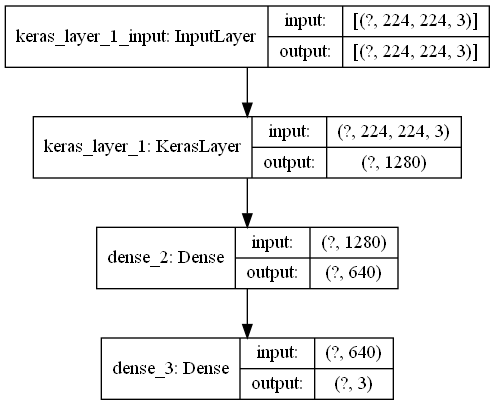 keras_layer_1_input: InputLayer
input: [(?, 224, 224, 3)]
output: [(?, 224, 224, 3)]
keras_layer_1: KerasLayer
input: (?, 224, 224, 3)
output: (?, 1280)
dense_2: Dense
input: (?, 1280)
output: (?, 640)
dense_3: Dense
input: (?, 640)
output: (?, 3)